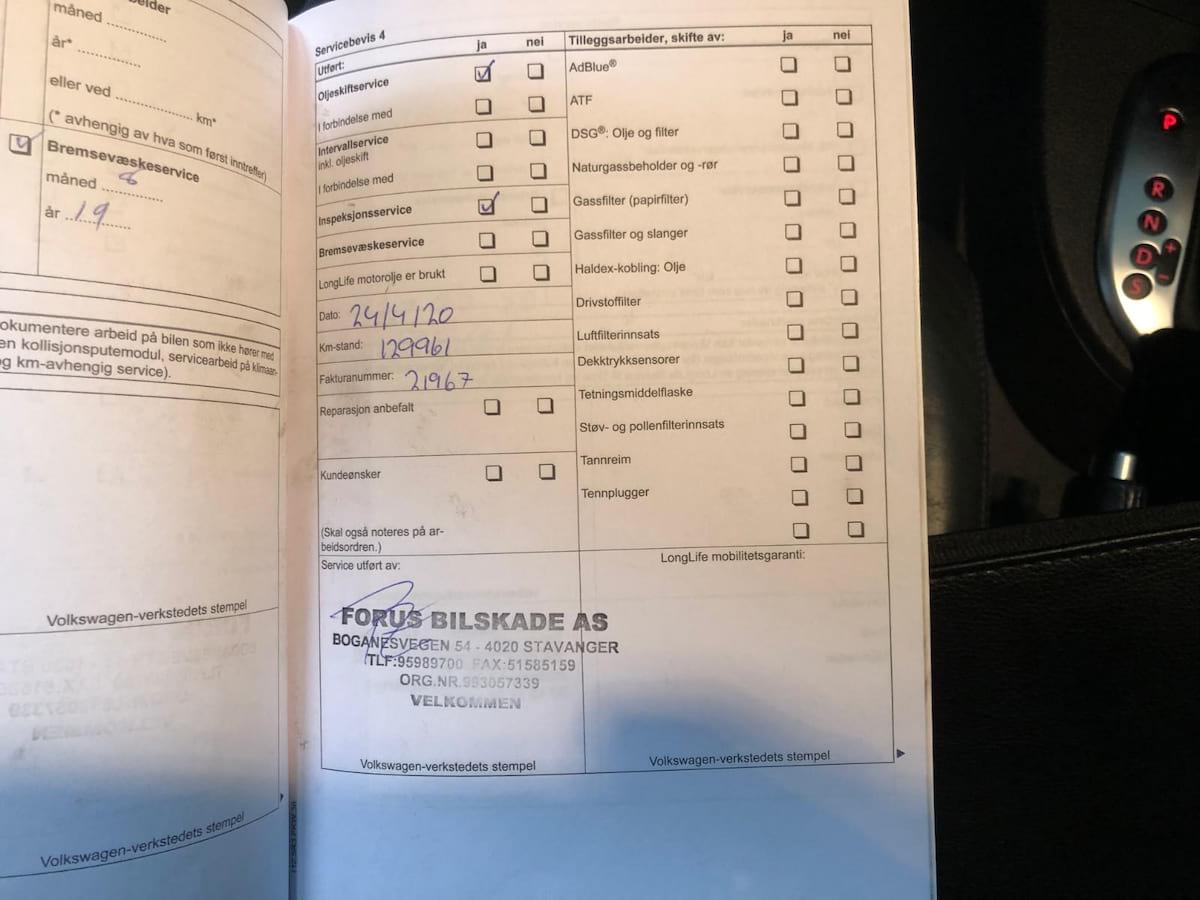 elder
måned
år*
eller ved
km*
(* avhengig av hva som først inntreffer)
Bremsevæskeservice
måned 8
år 19
okumentere arbeid på bilen som ikke hører med
en kollisjonsputemodul, servicearbeid på klimaan-
og km-avhengig service).
Volkswagen-verkstedets stempel
Volkswagen-verkstedets stempel
Servicebevis 4
Utført: ja nei
Oljeskiftservice
I forbindelse med
Intervallservice
inkl. oljeskift
I forbindelse med
Inspeksjonsservice
Bremsevæskeservice
LongLife motorolje er brukt
Dato: 24/4/20
Km-stand: 129961
Fakturanummer: 21967
Reparasjon anbefalt
Kundeønsker
(Skal også noteres på ar-
beidsordren.)
Service utført av:
FORUS BILSKADE AS
BOGANESVEGEN 54 - 4020 STAVANGER
TLF:95989700 FAX:51585159
ORG.NR.993057339
VELKOMMEN
Volkswagen-verkstedets stempel
Tilleggsarbeider, skifte av: ja nei
AdBlue®
ATF
DSG®: Olje og filter
Naturgassbeholder og -rør
Gassfilter (papirfilter)
Gassfilter og slanger
Haldex-kobling: Olje
Drivstoffilter
Luftfilterinnsats
Dekktrykksensorer
Tetningsmiddelflaske
Støv- og pollenfilterinnsats
Tannreim
Tennplugger
LongLife mobilitetsgaranti:
Volkswagen-verkstedets stempel
P
R
N
D +
S -